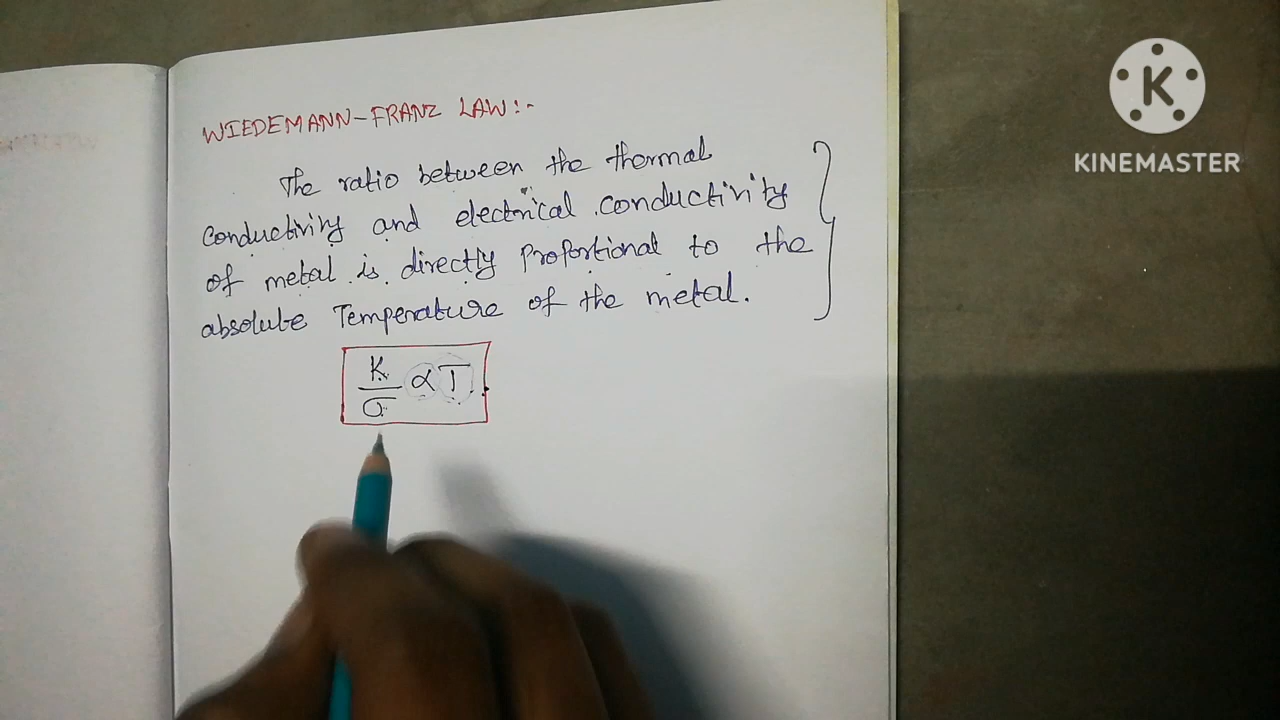 WIEDEMANN-FRANZ LAW:-
The ratio between the thermal
conductivity and electrical conductivity
of metal is directly proportional to the
absolute Temperature of the metal.
K
σ
α T
K
KINEMASTER